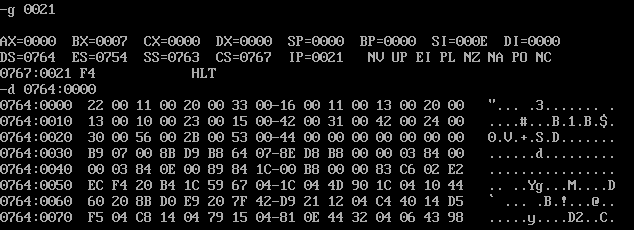 -g 0021
AX=0000 BX=0007 CX=0000 DX=0000 SP=0000 BP=0000 SI=000E DI=0000
DS=0764 ES=0754 SS=0763 CS=0767 IP=0021 NV UP EI PL NZ NA PO NC
0767:0021 F4 HLT
-d 0764:0000
0764:0000 22 00 11 00 20 00 33 00-16 00 11 00 13 00 20 00 "... .3....... .
0764:0010 13 00 10 00 23 00 15 00-42 00 31 00 42 00 24 00 ....#...B.1.B.$.
0764:0020 30 00 56 00 2B 00 53 00-44 00 00 00 00 00 00 00 0.V.+.S.D.......
0764:0030 B9 07 00 8B D9 B8 64 07-8E D8 B8 00 00 03 84 00 ......d.........
0764:0040 00 03 84 0E 00 89 84 1C-00 B8 00 00 83 C6 02 E2 ................
0764:0050 EC F4 20 B4 1C 59 67 04-1C 04 4D 90 1C 04 10 44 .. ..Yg...M....D
0764:0060 60 20 8B D0 E9 20 7F 42-D9 21 12 04 C4 40 14 D5 ` ... .B.!...@..
0764:0070 F5 04 C8 14 04 79 15 04-81 0E 44 32 04 06 43 98 .....y....D2..C.